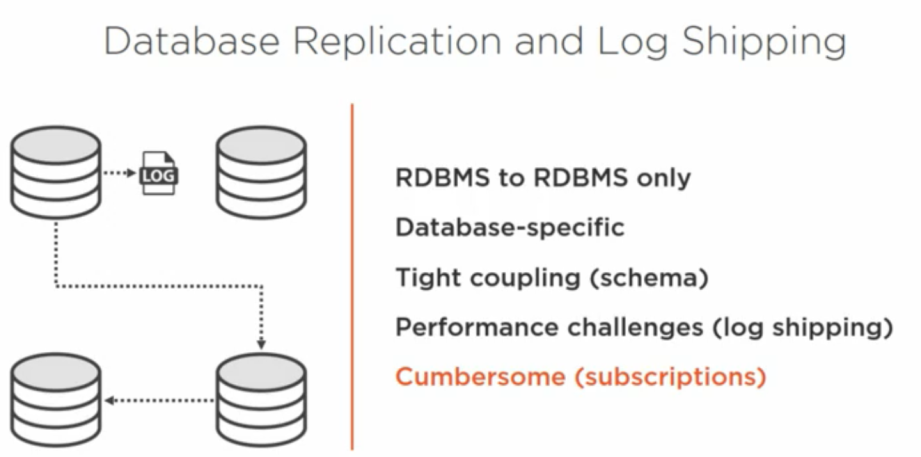 Database Replication and Log Shipping
LOG
RDBMS to RDBMS only
Database-specific
Tight coupling (schema)
Performance challenges (log shipping)
Cumbersome (subscriptions)